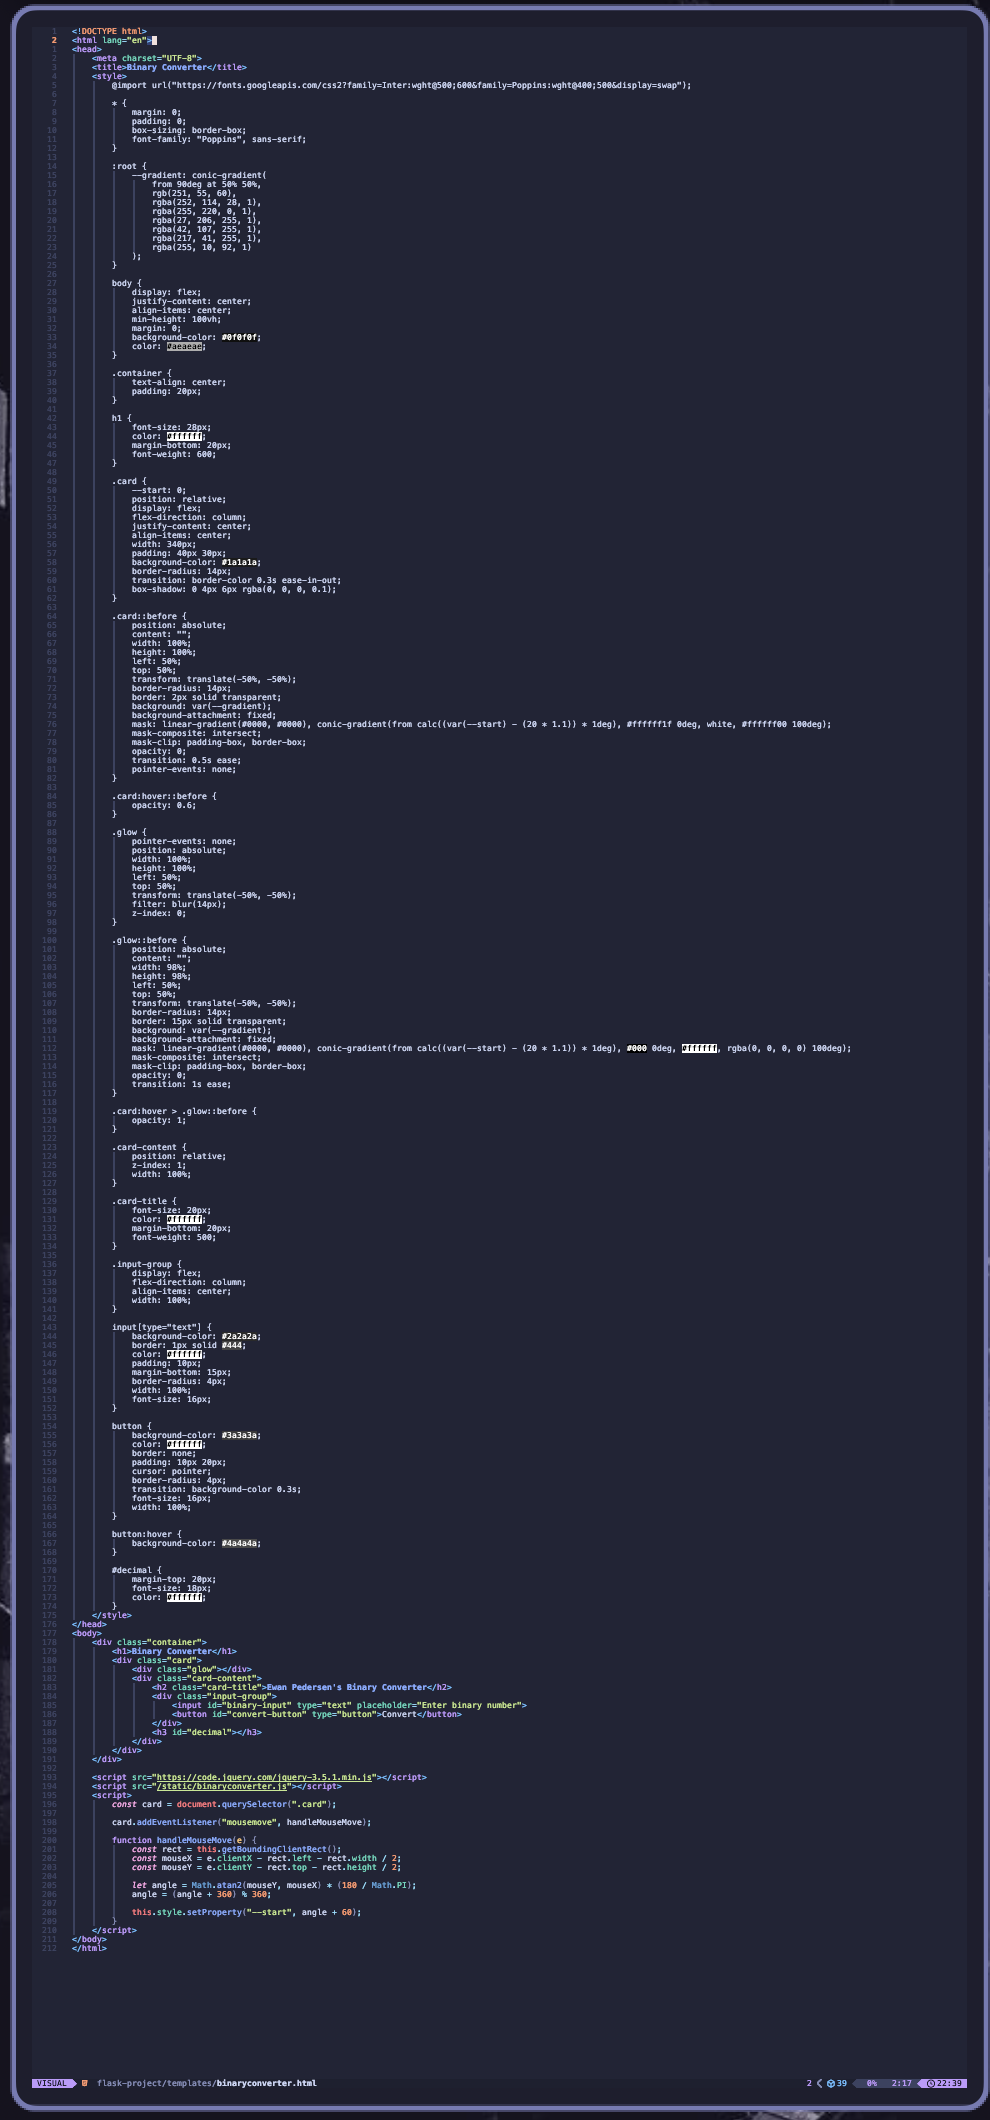 1 <!DOCTYPE html>
2 <html lang="en">
1 <head>
2 <meta charset="UTF-8">
3 <title>Binary Converter</title>
4 <style>
5 @import url("https://fonts.googleapis.com/css2?family=Inter:wght@500;600&family=Poppins:wght@400;500&display=swap");
6
7 * {
8 margin: 0;
9 padding: 0;
10 box-sizing: border-box;
11 font-family: "Poppins", sans-serif;
12 }
13
14 :root {
15 --gradient: conic-gradient(
16 from 90deg at 50% 50%,
17 rgb(251, 55, 60),
18 rgba(252, 114, 28, 1),
19 rgba(255, 220, 0, 1),
20 rgba(27, 206, 255, 1),
21 rgba(42, 107, 255, 1),
22 rgba(217, 41, 255, 1),
23 rgba(255, 10, 92, 1)
24 );
25 }
26
27 body {
28 display: flex;
29 justify-content: center;
30 align-items: center;
31 min-height: 100vh;
32 margin: 0;
33 background-color: #0f0f0f;
34 color: #aeaeae;
35 }
36
37 .container {
38 text-align: center;
39 padding: 20px;
40 }
41
42 h1 {
43 font-size: 28px;
44 color: #ffffff;
45 margin-bottom: 20px;
46 font-weight: 600;
47 }
48
49 .card {
50 --start: 0;
51 position: relative;
52 display: flex;
53 flex-direction: column;
54 justify-content: center;
55 align-items: center;
56 width: 340px;
57 padding: 40px 30px;
58 background-color: #1a1a1a;
59 border-radius: 14px;
60 transition: border-color 0.3s ease-in-out;
61 box-shadow: 0 4px 6px rgba(0, 0, 0, 0.1);
62 }
63
64 .card::before {
65 position: absolute;
66 content: "";
67 width: 100%;
68 height: 100%;
69 left: 50%;
70 top: 50%;
71 transform: translate(-50%, -50%);
72 border-radius: 14px;
73 border: 2px solid transparent;
74 background: var(--gradient);
75 background-attachment: fixed;
76 mask: linear-gradient(#0000, #0000), conic-gradient(from calc((var(--start) - (20 * 1.1)) * 1deg), #ffffff1f 0deg, white, #ffffff00 100deg);
77 mask-composite: intersect;
78 mask-clip: padding-box, border-box;
79 opacity: 0;
80 transition: 0.5s ease;
81 pointer-events: none;
82 }
83
84 .card:hover::before {
85 opacity: 0.6;
86 }
87
88 .glow {
89 pointer-events: none;
90 position: absolute;
91 width: 100%;
92 height: 100%;
93 left: 50%;
94 top: 50%;
95 transform: translate(-50%, -50%);
96 filter: blur(14px);
97 z-index: 0;
98 }
99
100 .glow::before {
101 position: absolute;
102 content: "";
103 width: 98%;
104 height: 98%;
105 left: 50%;
106 top: 50%;
107 transform: translate(-50%, -50%);
108 border-radius: 14px;
109 border: 15px solid transparent;
110 background: var(--gradient);
111 background-attachment: fixed;
112 mask: linear-gradient(#0000, #0000), conic-gradient(from calc((var(--start) - (20 * 1.1)) * 1deg), #000 0deg, #ffffff, rgba(0, 0, 0, 0) 100deg);
113 mask-composite: intersect;
114 mask-clip: padding-box, border-box;
115 opacity: 0;
116 transition: 1s ease;
117 }
118
119 .card:hover > .glow::before {
120 opacity: 1;
121 }
122
123 .card-content {
124 position: relative;
125 z-index: 1;
126 width: 100%;
127 }
128
129 .card-title {
130 font-size: 20px;
131 color: #ffffff;
132 margin-bottom: 20px;
133 font-weight: 500;
134 }
135
136 .input-group {
137 display: flex;
138 flex-direction: column;
139 align-items: center;
140 width: 100%;
141 }
142
143 input[type="text"] {
144 background-color: #2a2a2a;
145 border: 1px solid #444;
146 color: #ffffff;
147 padding: 10px;
148 margin-bottom: 15px;
149 border-radius: 4px;
150 width: 100%;
151 font-size: 16px;
152 }
153
154 button {
155 background-color: #3a3a3a;
156 color: #ffffff;
157 border: none;
158 padding: 10px 20px;
159 cursor: pointer;
160 border-radius: 4px;
161 transition: background-color 0.3s;
162 font-size: 16px;
163 width: 100%;
164 }
165
166 button:hover {
167 background-color: #4a4a4a;
168 }
169
170 #decimal {
171 margin-top: 20px;
172 font-size: 18px;
173 color: #ffffff;
174 }
175 </style>
176 </head>
177 <body>
178 <div class="container">
179 <h1>Binary Converter</h1>
180 <div class="card">
181 <div class="glow"></div>
182 <div class="card-content">
183 <h2 class="card-title">Ewan Pedersen's Binary Converter</h2>
184 <div class="input-group">
185 <input id="binary-input" type="text" placeholder="Enter binary number">
186 <button id="convert-button" type="button">Convert</button>
187 </div>
188 <h3 id="decimal"></h3>
189 </div>
190 </div>
191 </div>
192
193 <script src="https://code.jquery.com/jquery-3.5.1.min.js"></script>
194 <script src="/static/binaryconverter.js"></script>
195 <script>
196 const card = document.querySelector(".card");
197
198 card.addEventListener("mousemove", handleMouseMove);
199
200 function handleMouseMove(e) {
201 const rect = this.getBoundingClientRect();
202 const mouseX = e.clientX - rect.left - rect.width / 2;
203 const mouseY = e.clientY - rect.top - rect.height / 2;
204
205 let angle = Math.atan2(mouseY, mouseX) * (180 / Math.PI);
206 angle = (angle + 360) % 360;
207
208 this.style.setProperty("--start", angle + 60);
209 }
210 </script>
211 </body>
212 </html>
VISUAL flask-project/templates/binaryconverter.html 2 39 0% 2:17 22:39